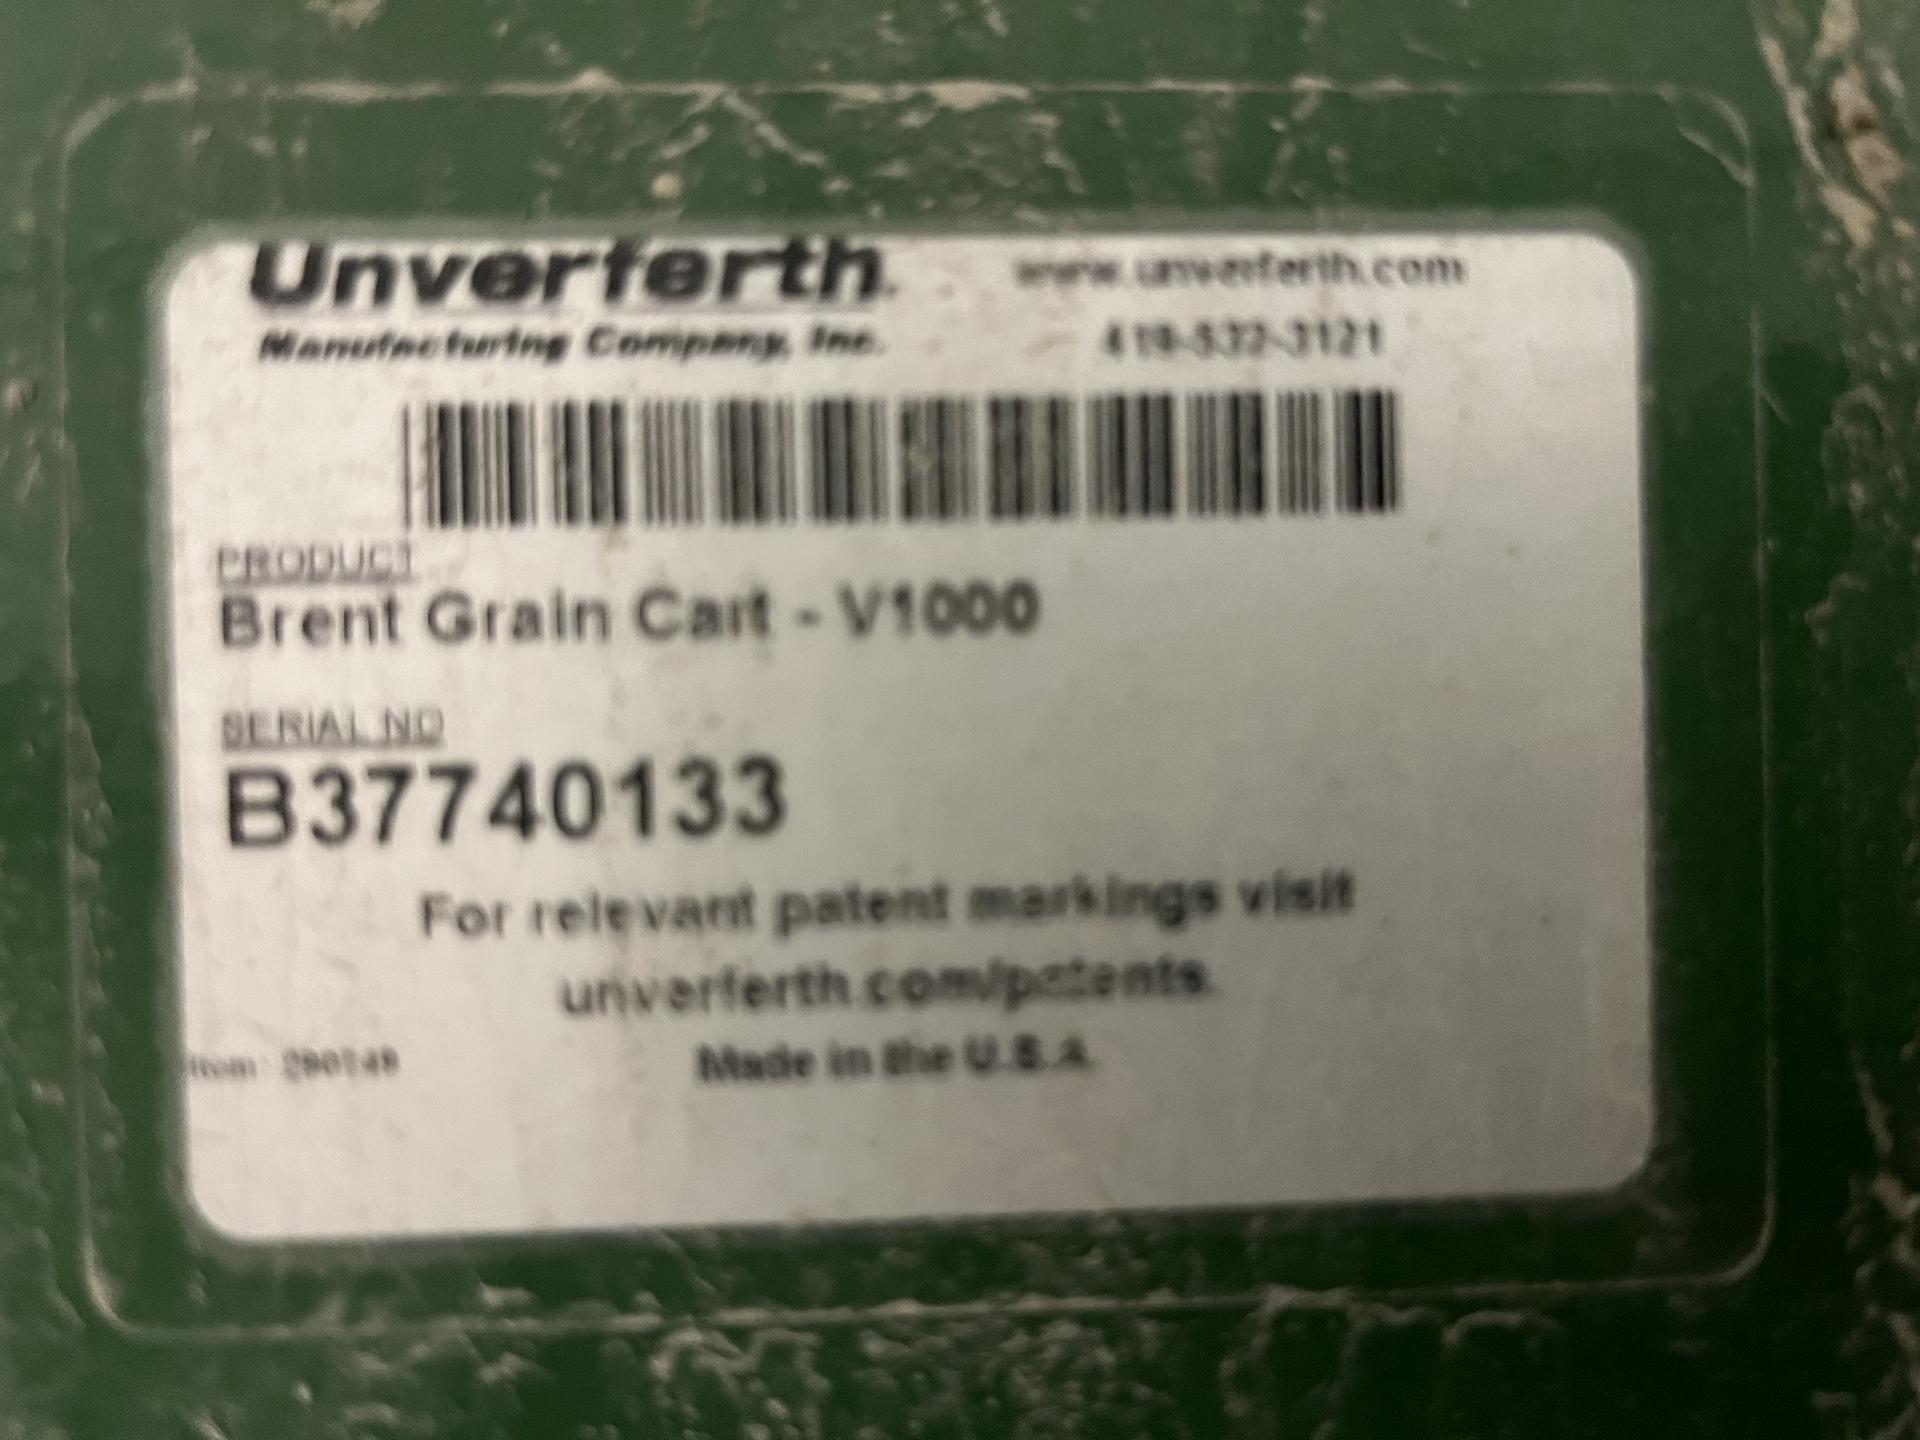 Unverferth
www.unverferth.com
Manufacturing Company, Inc.
419-532-3121
PRODUCT
Brent Grain Cart - V1000
SERIAL NO
B37740133
For relevant patent markings visit
unverferth.com/patents.
Made in the U.S.A.
Item: